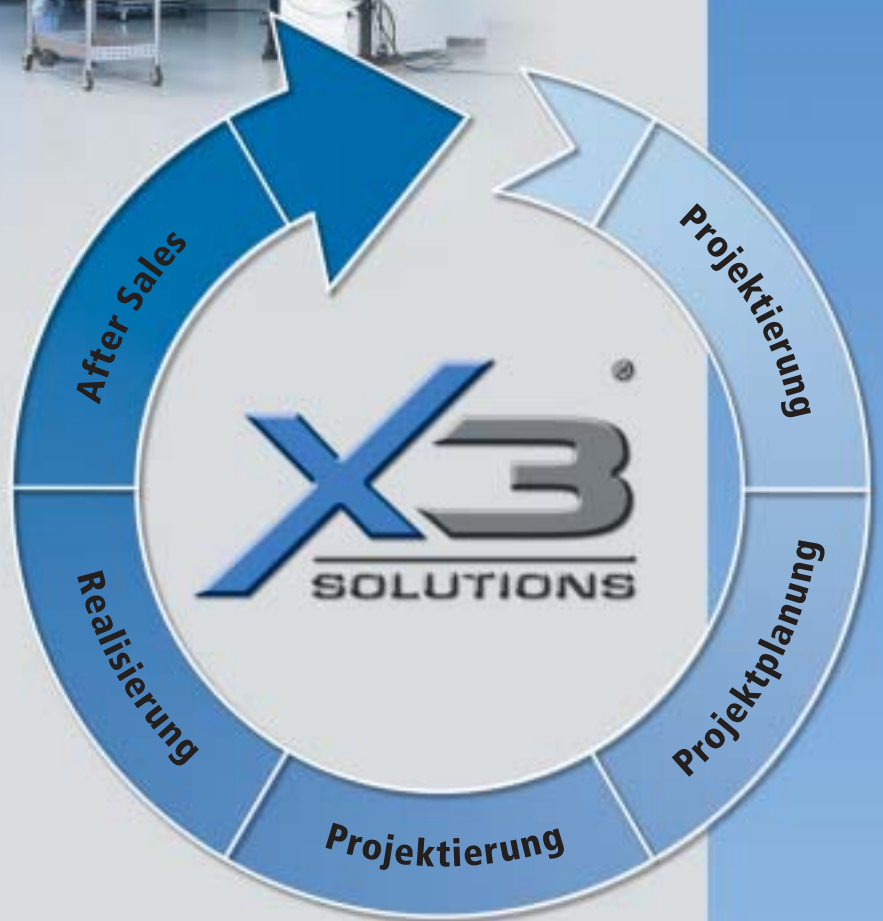 Projektierung
Projektplanung
Projektierung
Realisierung
After Sales
X3
®
SOLUTIONS